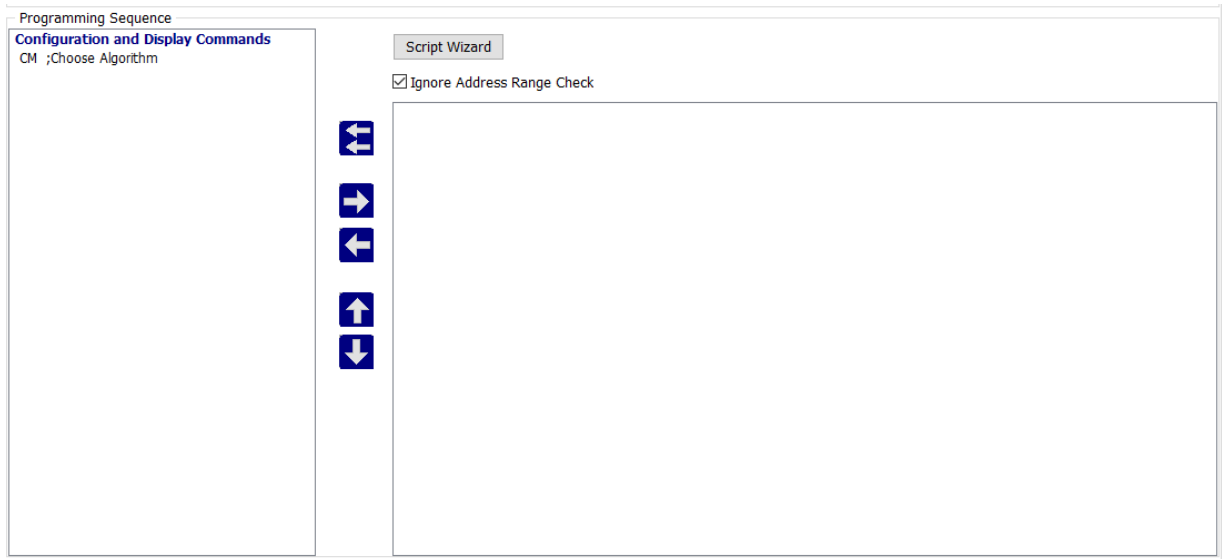 Programming Sequence
Configuration and Display Commands
CM ;Choose Algorithm
Script Wizard
Ignore Address Range Check